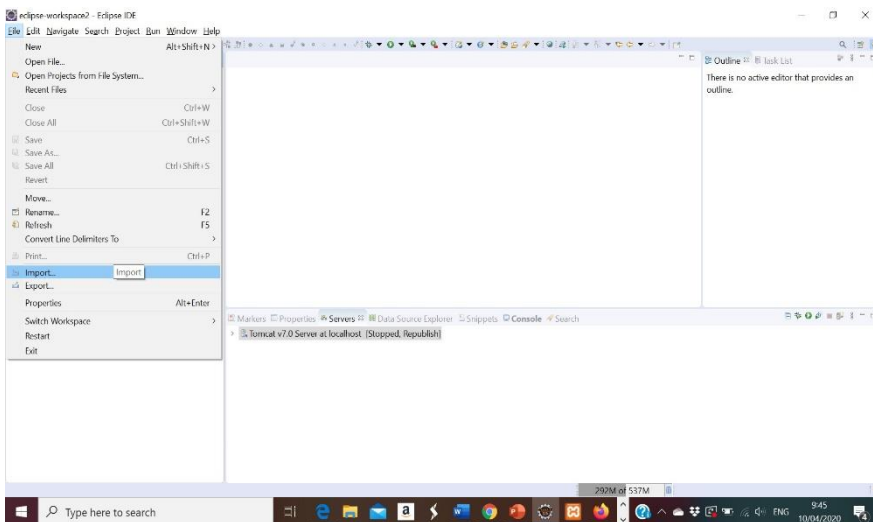 eclipse-workspace2 - Eclipse IDE
File Edit Navigate Search Project Run Window Help
New Alt+Shift+N >
Open File...
Open Projects from File System...
Recent Files >
Close Ctrl+W
Close All Ctrl+Shift+W
Save Ctrl+S
Save As...
Save All Ctrl+Shift+S
Revert
Move...
Rename... F2
Refresh F5
Convert Line Delimiters To >
Print... Ctrl+P
Import... Import
Export...
Properties Alt+Enter
Switch Workspace >
Restart
Exit
Outline Task List
There is no active editor that provides an
outline.
Markers Properties Servers Data Source Explorer Snippets Console Search
Tomcat v7.0 Server at localhost [Stopped, Republish]
292M of 537M
Type here to search
ENG
9:45
10/04/2020